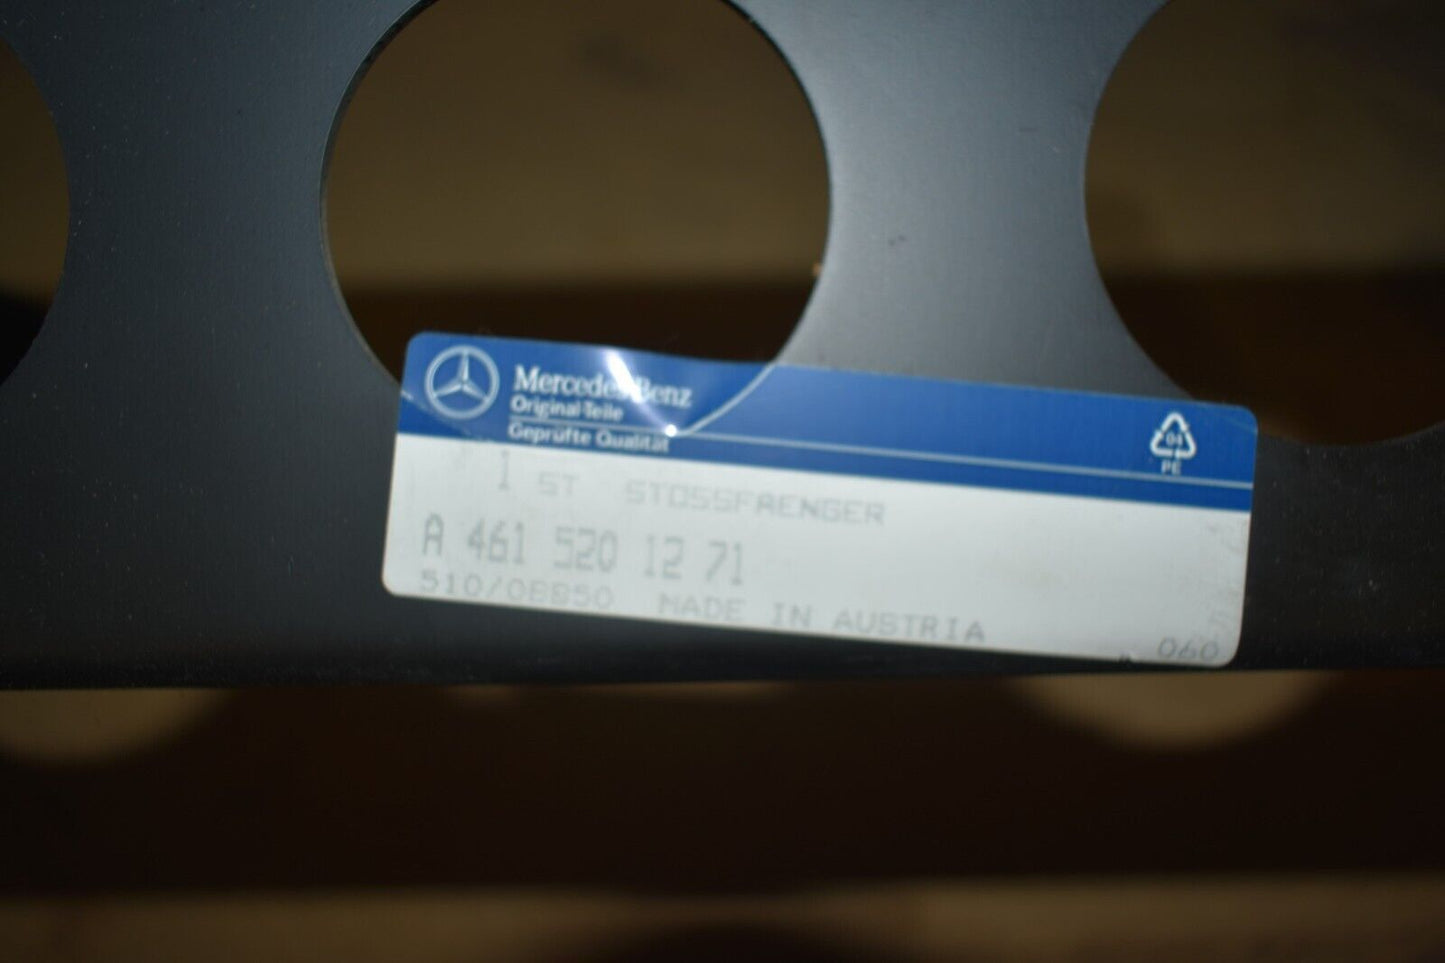 Mercedes-Benz
Original-Teile
Geprüfte Qualität
04
PE
1 ST STOSSFAENGER
A 461 520 12 71
510/08850 MADE IN AUSTRIA
060